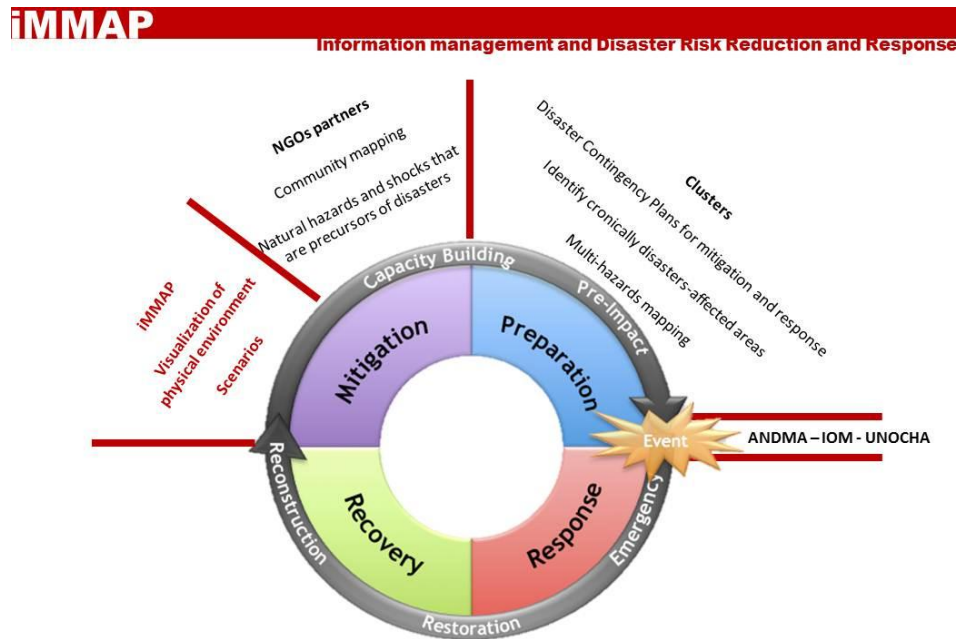 iMMAP
Information management and Disaster Risk Reduction and Response
NGOs partners
Community mapping
Natural hazards and shocks that
are precursors of disasters
Disaster Contingency Plans for mitigation and response
Clusters
Identify cronically disasters-affected areas
Multi-hazards mapping
iMMAP
Visualization of
physical environment
Scenarios
Capacity Building
Pre-Impact
Mitigation
Preparation
Event
ANDMA – IOM - UNOCHA
Reconstruction
Recovery
Response
Emergency
Restoration